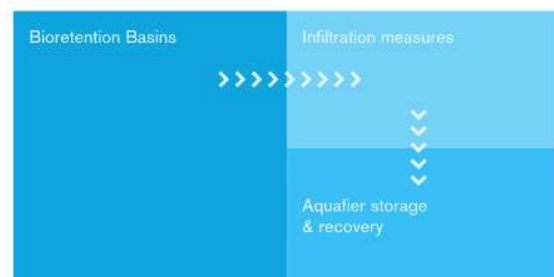 Bioretention Basins
Infiltration measures
Aquafier storage
& recovery